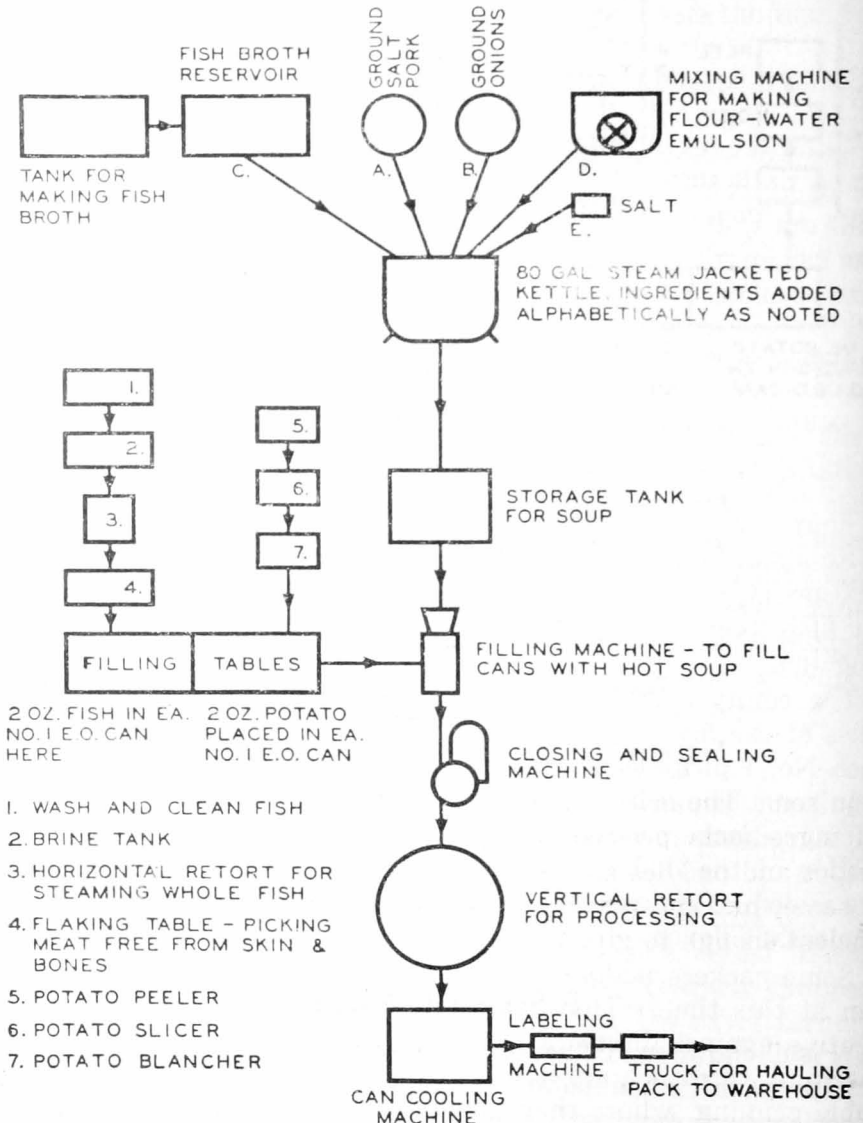 FISH BROTH
RESERVOIR
GROUND
SALT
PORK
GROUND
ONIONS
MIXING MACHINE
FOR MAKING
FLOUR-WATER
EMULSION
TANK FOR
MAKING FISH
BROTH
C.
A.
B.
D.
E.
SALT
80 GAL STEAM JACKETED
KETTLE. INGREDIENTS ADDED
ALPHABETICALLY AS NOTED
1.
2.
3.
4.
5.
6.
7.
STORAGE TANK
FOR SOUP
FILLING TABLES
FILLING MACHINE - TO FILL
CANS WITH HOT SOUP
2 OZ. FISH IN EA.
NO. 1 E.O. CAN
HERE
2 OZ. POTATO
PLACED IN EA.
NO. 1 E.O. CAN
CLOSING AND SEALING
MACHINE
1. WASH AND CLEAN FISH
2. BRINE TANK
3. HORIZONTAL RETORT FOR
STEAMING WHOLE FISH
4. FLAKING TABLE - PICKING
MEAT FREE FROM SKIN &
BONES
5. POTATO PEELER
6. POTATO SLICER
7. POTATO BLANCHER
VERTICAL RETORT
FOR PROCESSING
LABELING
MACHINE
TRUCK FOR HAULING
PACK TO WAREHOUSE
CAN COOLING
MACHINE